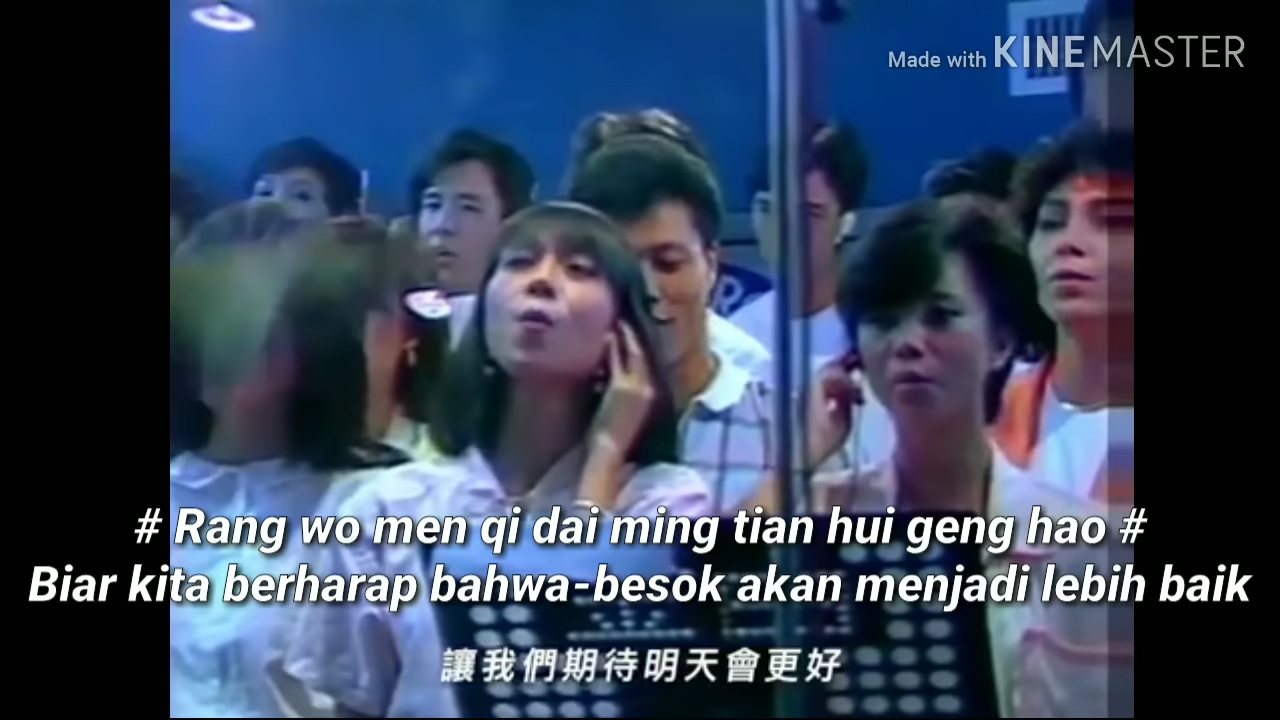 Made with KINEMASTER
# Rang wo men qi dai ming tian hui geng hao #
Biar kita berharap bahwa-besok akan menjadi lebih baik
讓我們期待明天會更好